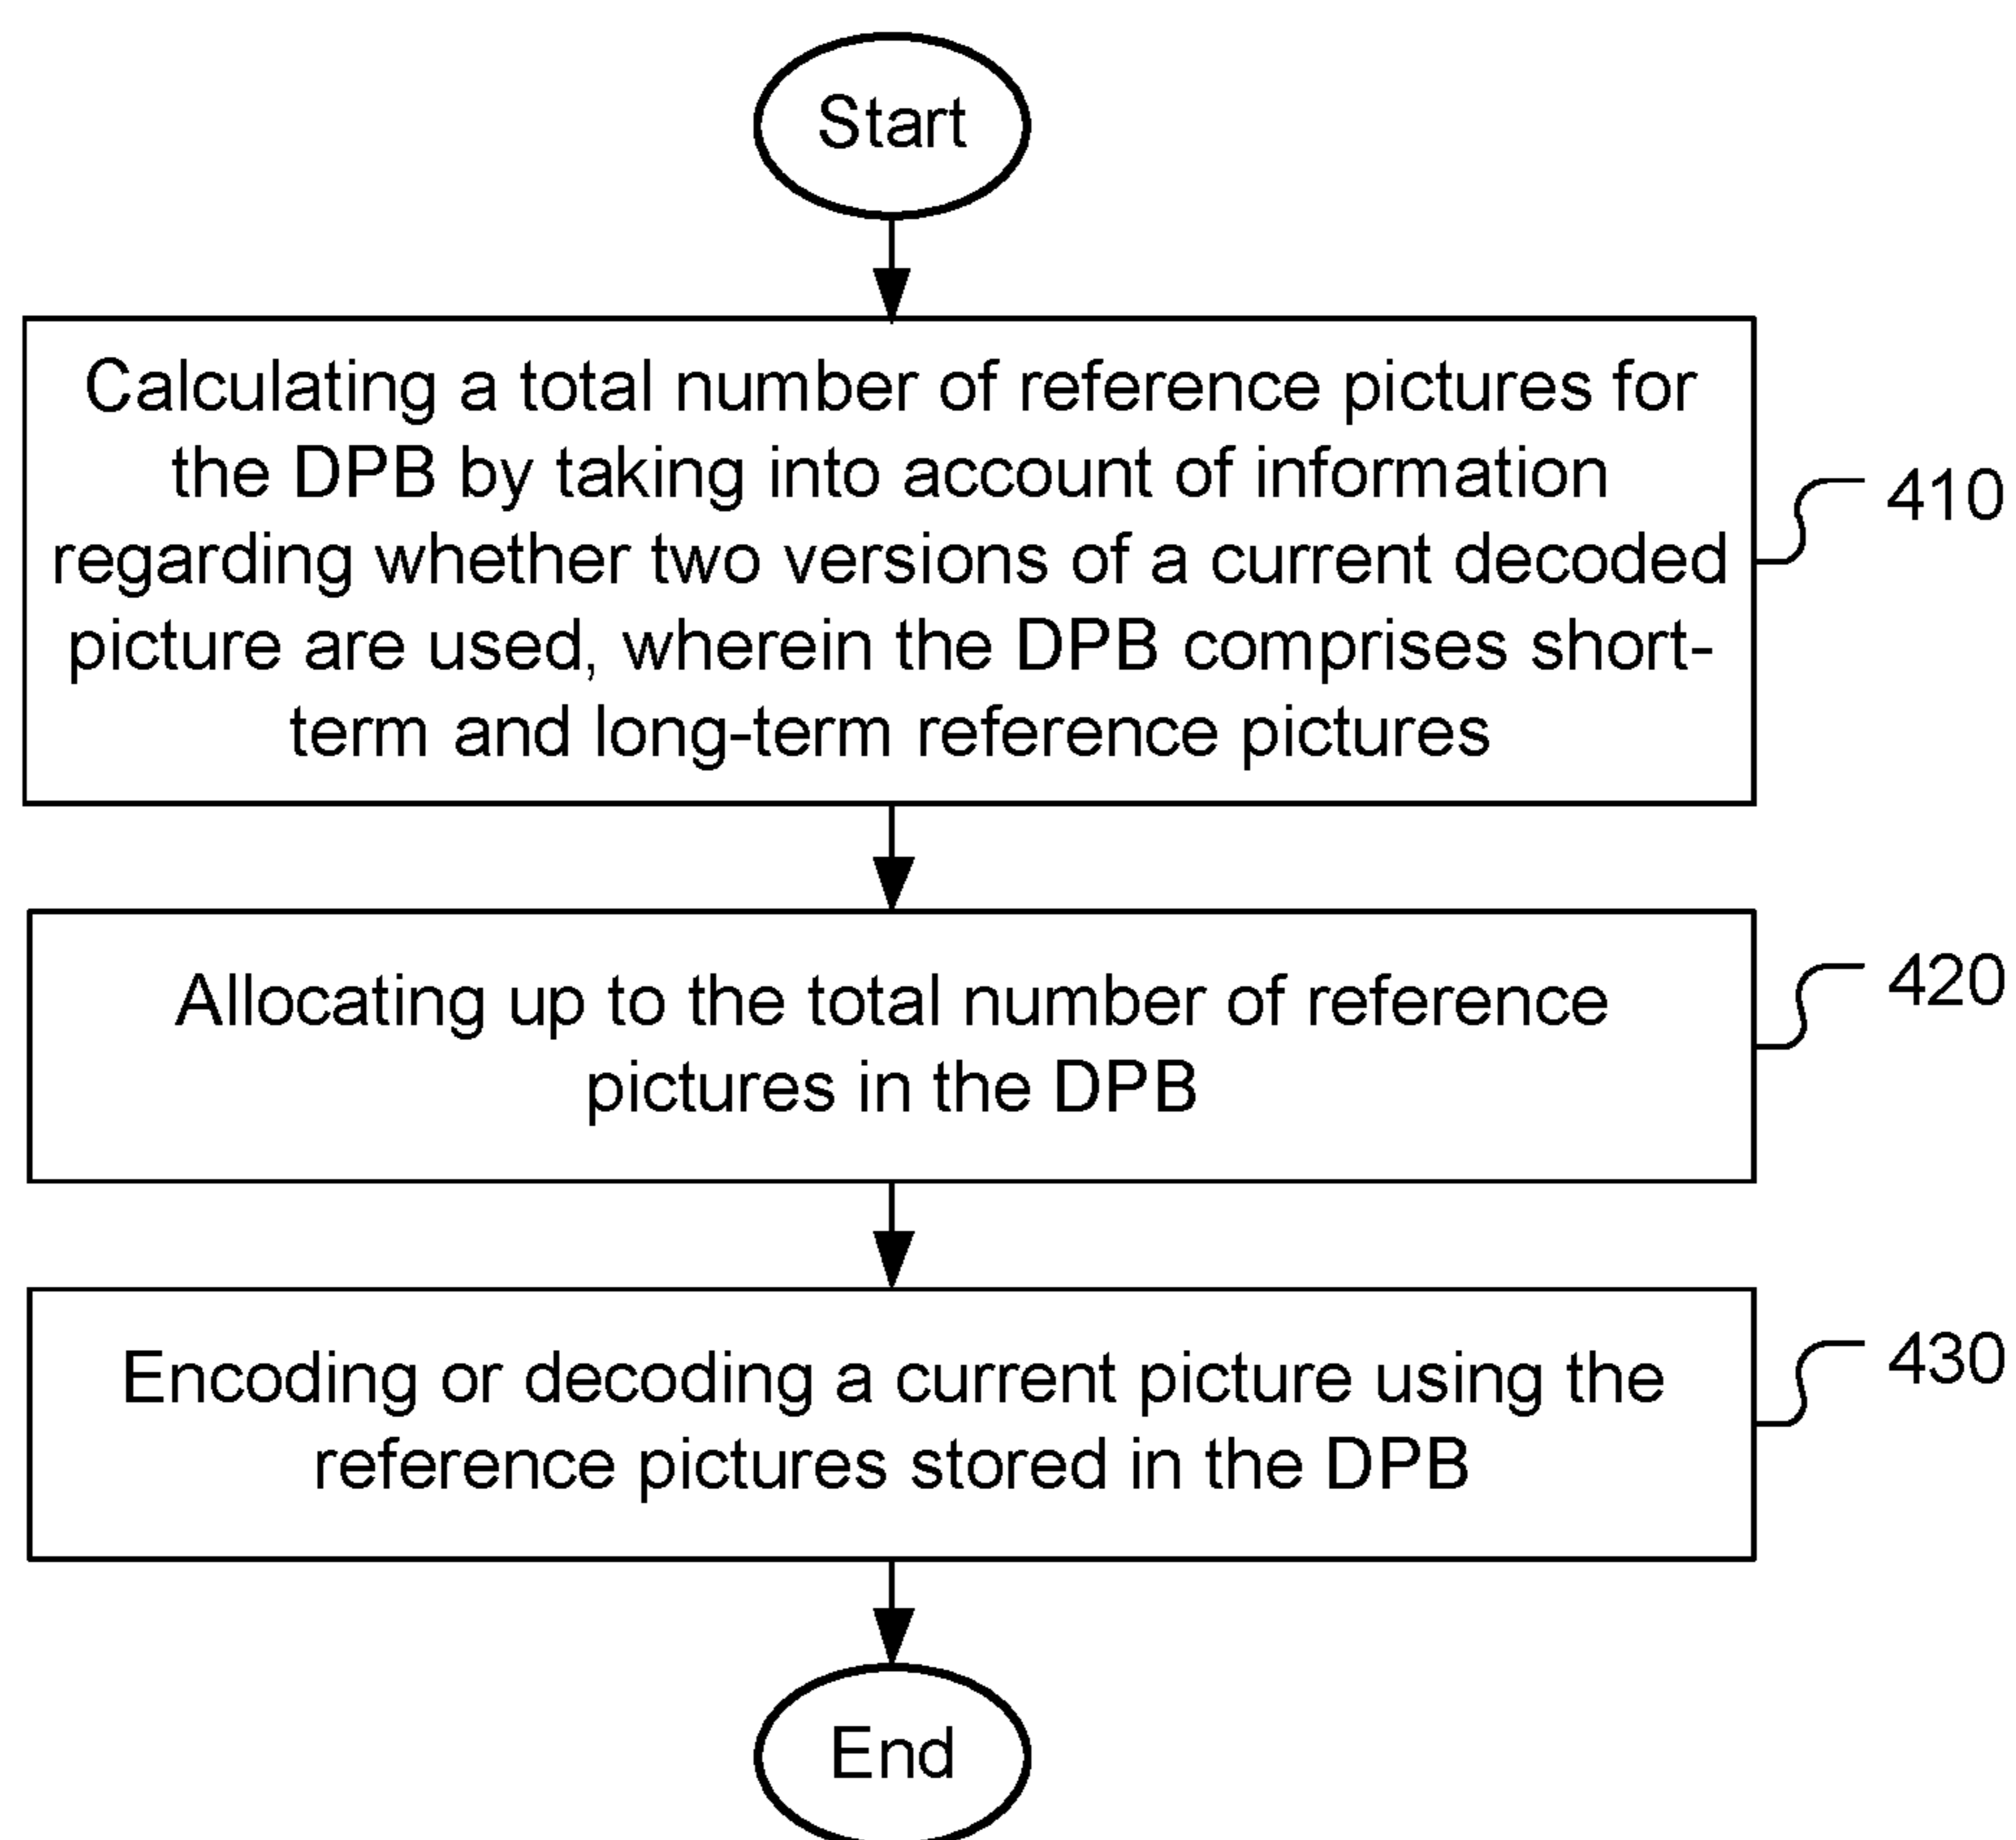 Start
Calculating a total number of reference pictures for
the DPB by taking into account of information
regarding whether two versions of a current decoded
picture are used, wherein the DPB comprises short-
term and long-term reference pictures
410
Allocating up to the total number of reference
pictures in the DPB
420
Encoding or decoding a current picture using the
reference pictures stored in the DPB
430
End